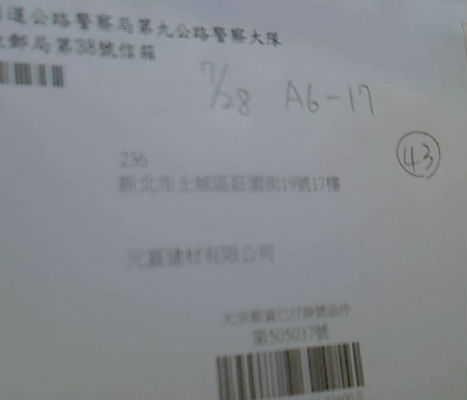 道公路警察局第九公路警察大隊
郵局第38號信箱
7/28 A6-17
43
236
新北市土城區莊園街19號17樓
元嘉建材有限公司
大宗郵資已付掛號函件
第505037號